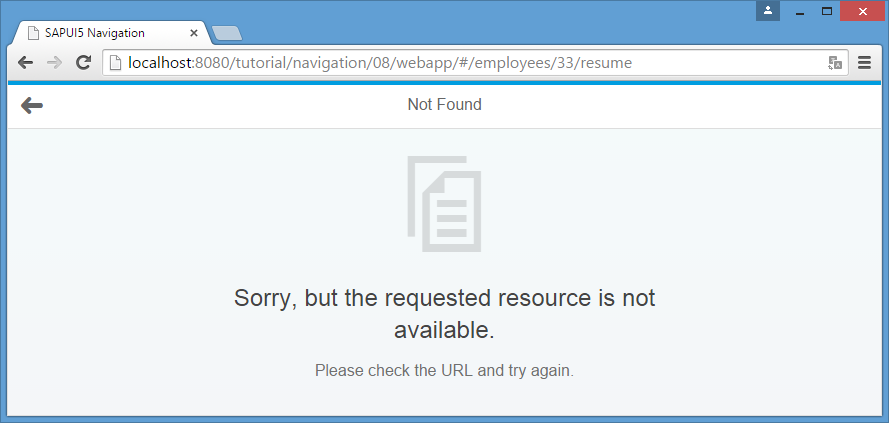 SAPUI5 Navigation
localhost:8080/tutorial/navigation/08/webapp/#/employees/33/resume
Not Found
Sorry, but the requested resource is not
available.
Please check the URL and try again.